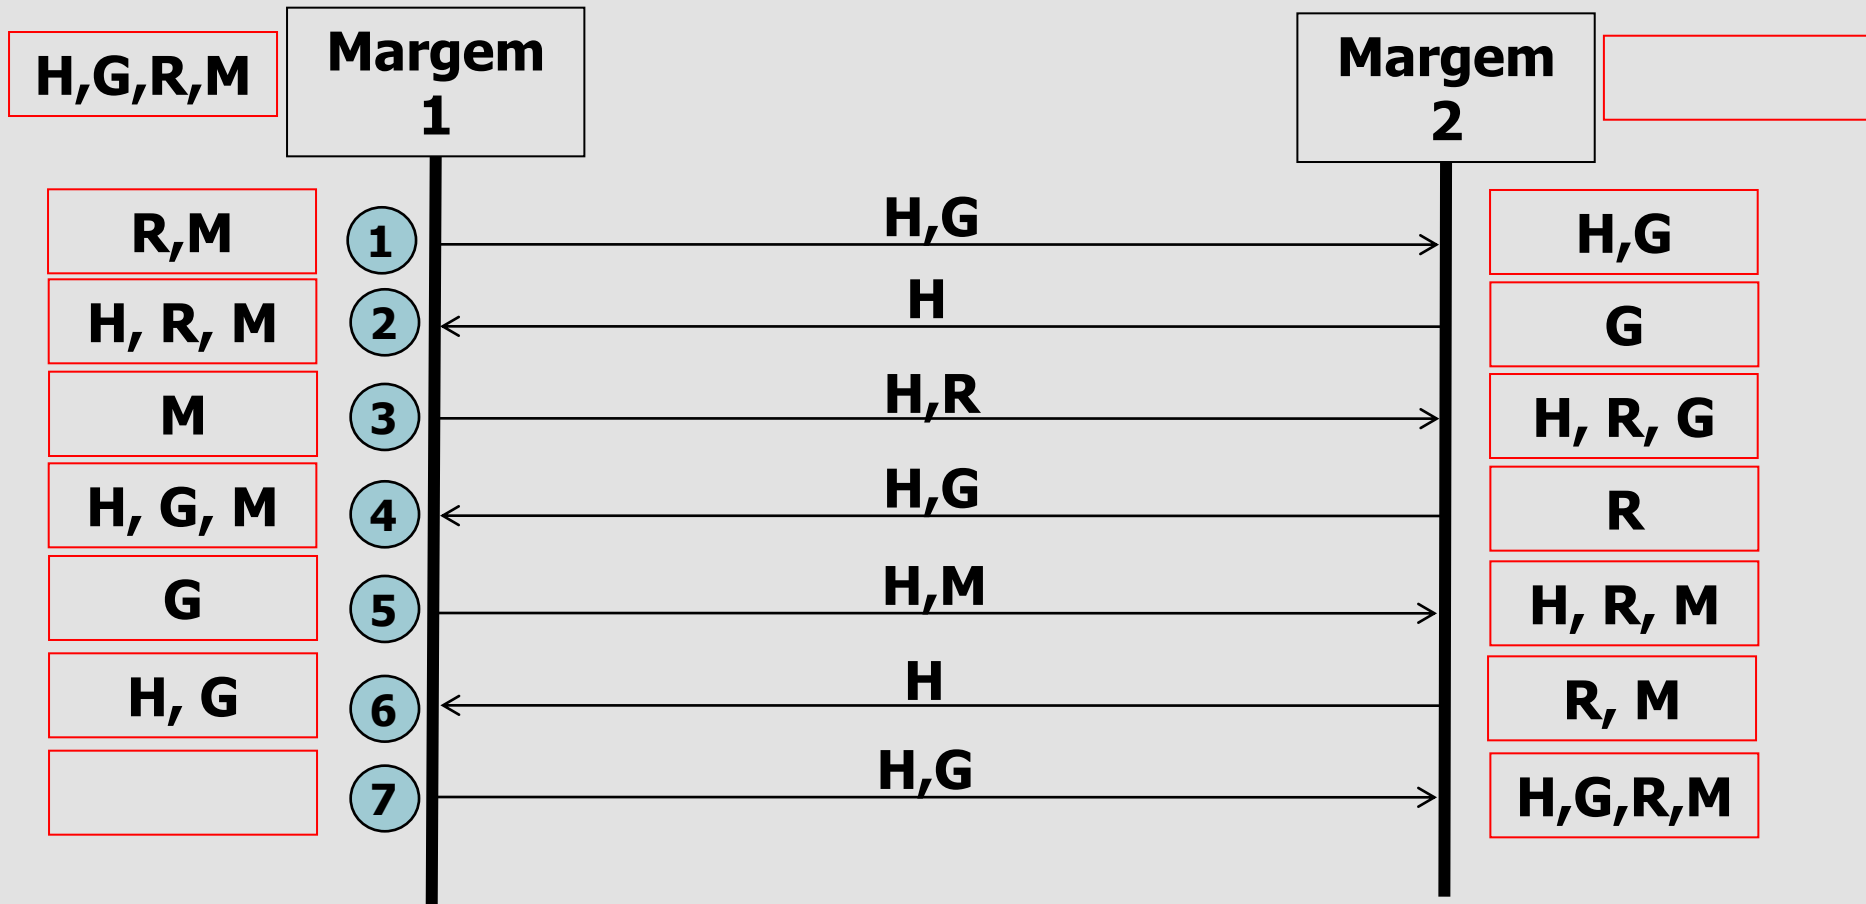 H,G,R,M
Margem
1
Margem
2
R,M
1
H,G
H,G
H, R, M
2
H
G
M
3
H,R
H, R, G
H, G, M
4
H,G
R
G
5
H,M
H, R, M
H, G
6
H
R, M
7
H,G
H,G,R,M